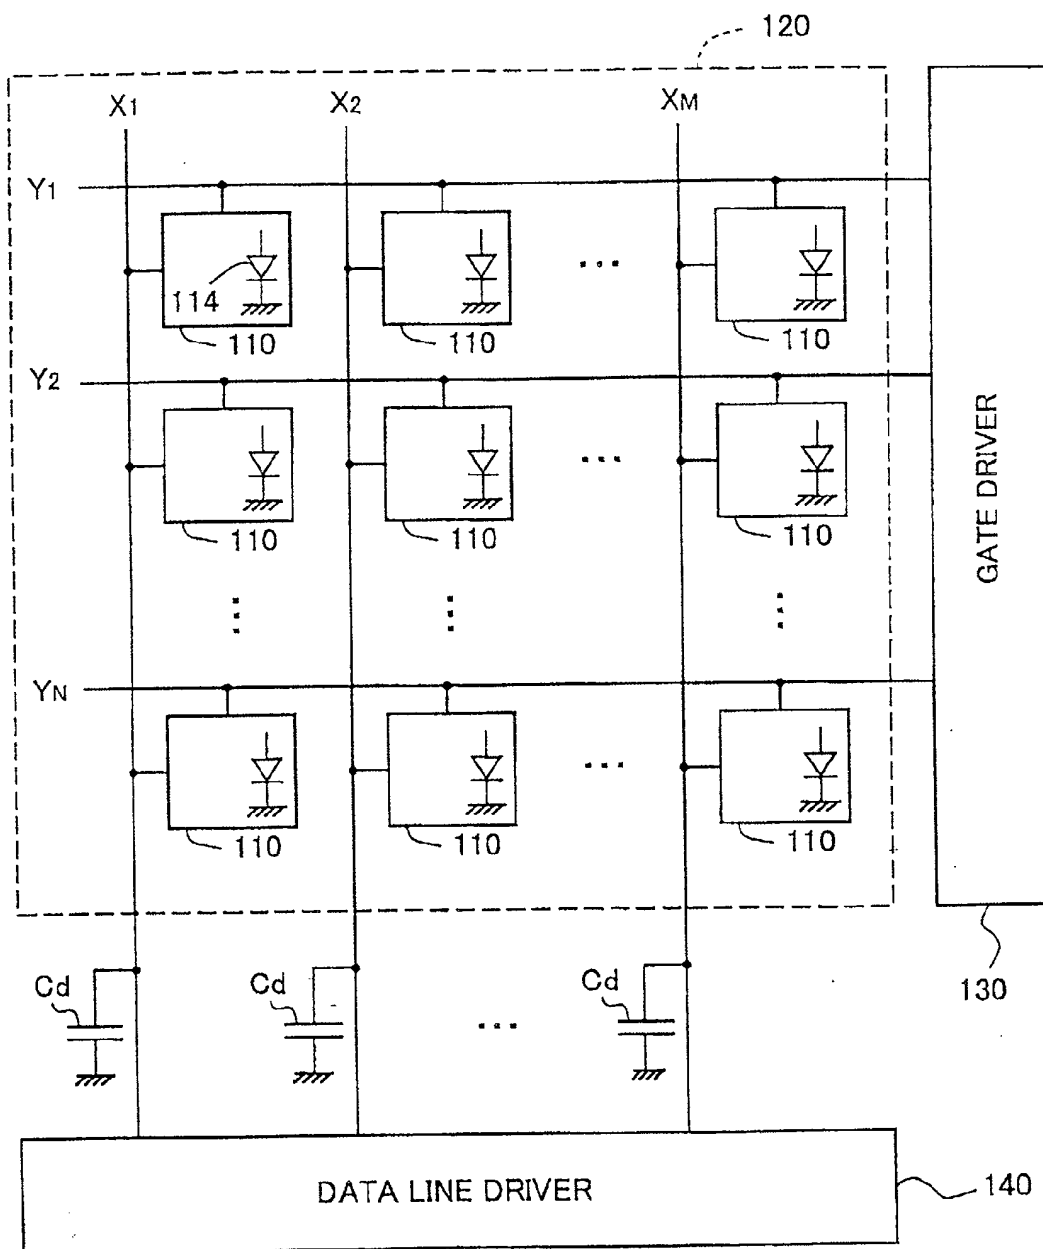 120
X1 X2 XM
Y1
114
110 110 110
Y2
110 110 110
GATE DRIVER
YN
110 110 110
Cd Cd Cd
130
DATA LINE DRIVER
140